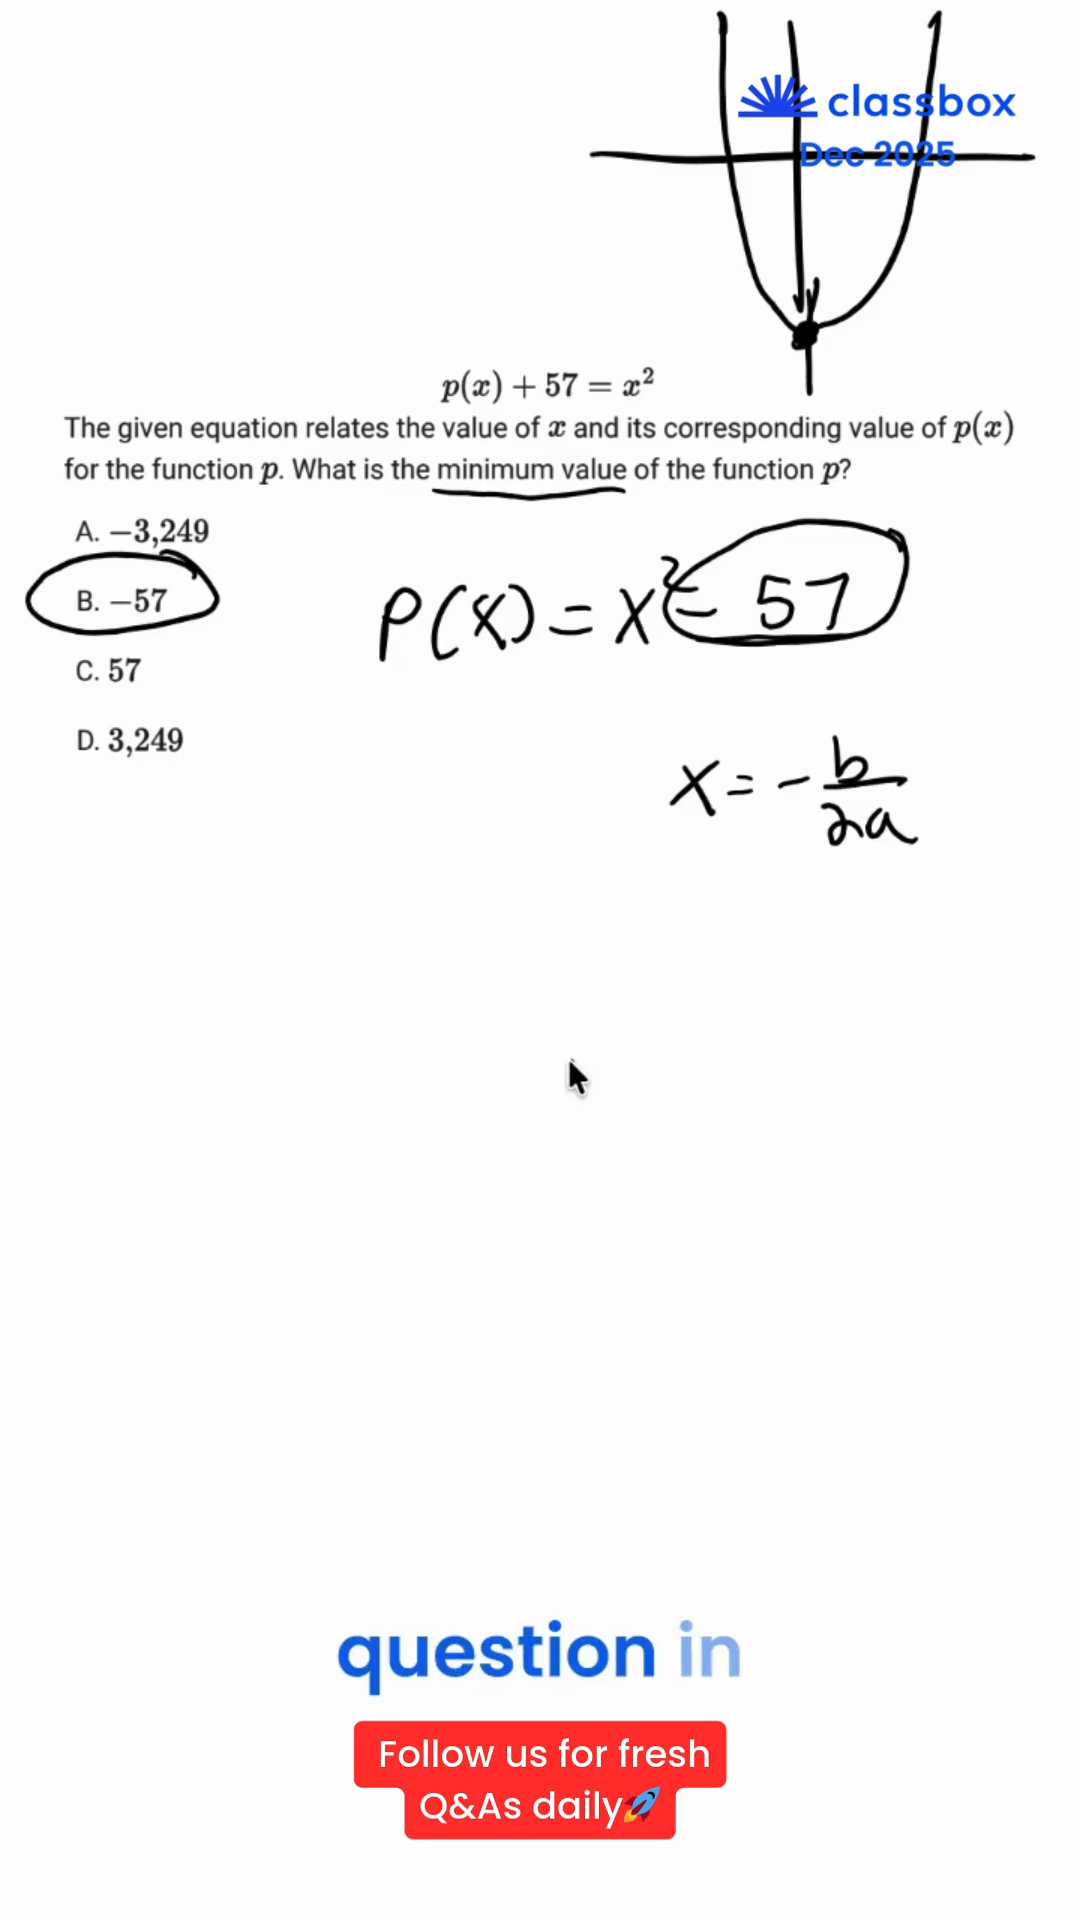 classbox
Dec 2025
p(x) + 57 = x²
The given equation relates the value of x and its corresponding value of p(x)
for the function p. What is the minimum value of the function p?
A. −3,249
B. −57
C. 57
D. 3,249
P(x) = x² − 57
x = − b/2a
question in
Follow us for fresh
Q&As daily🚀